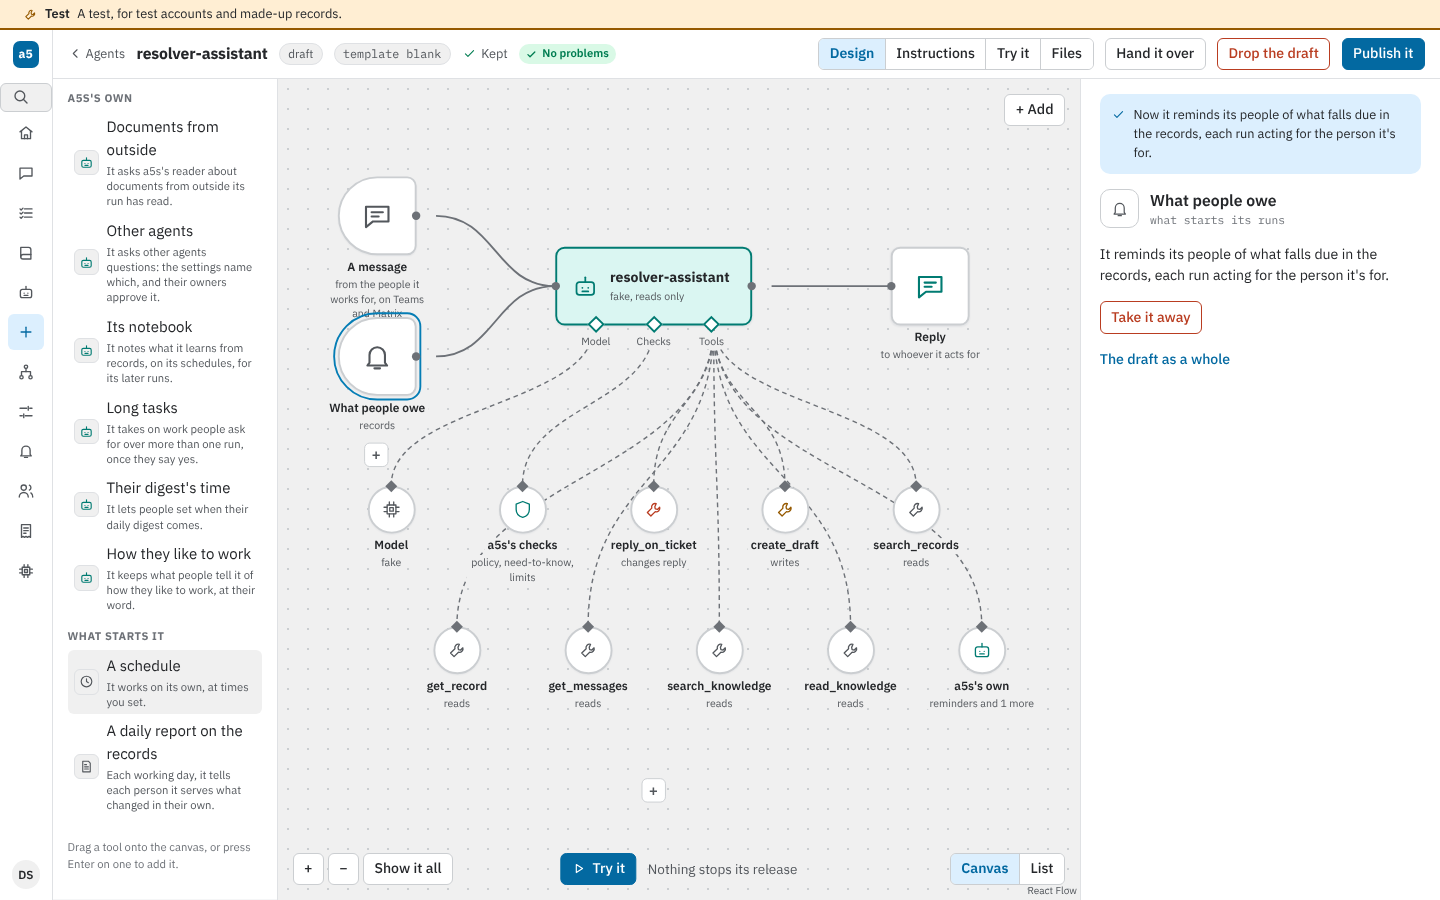 Test A test, for test accounts and made-up records.
a5
Agents
resolver-assistant
draft
template blank
Kept
No problems
Design
Instructions
Try it
Files
Hand it over
Drop the draft
Publish it
A5S'S OWN
Documents from
outside
It asks a5s's reader about
documents from outside its
run has read.
Other agents
It asks other agents
questions: the settings name
which, and their owners
approve it.
Its notebook
It notes what it learns from
records, on its schedules, for
its later runs.
Long tasks
It takes on work people ask
for over more than one run,
once they say yes.
Their digest's time
It lets people set when their
daily digest comes.
How they like to work
It keeps what people tell it of
how they like to work, at their
word.
WHAT STARTS IT
A schedule
It works on its own, at times
you set.
A daily report on the
records
Each working day, it tells
each person it serves what
changed in their own.
Drag a tool onto the canvas, or press
Enter on one to add it.
DS
+ Add
A message
from the people it
works for, on Teams
and Matrix
What people owe
records
+
resolver-assistant
fake, reads only
Model
Checks
Tools
Reply
to whoever it acts for
Model
fake
a5s's checks
policy, need-to-know,
limits
reply_on_ticket
changes reply
create_draft
writes
search_records
reads
get_record
reads
get_messages
reads
search_knowledge
reads
read_knowledge
reads
a5s's own
reminders and 1 more
+
+
−
Show it all
Try it
Nothing stops its release
Canvas
List
React Flow
Now it reminds its people of what falls due in
the records, each run acting for the person it's
for.
What people owe
what starts its runs
It reminds its people of what falls due in the
records, each run acting for the person it's for.
Take it away
The draft as a whole